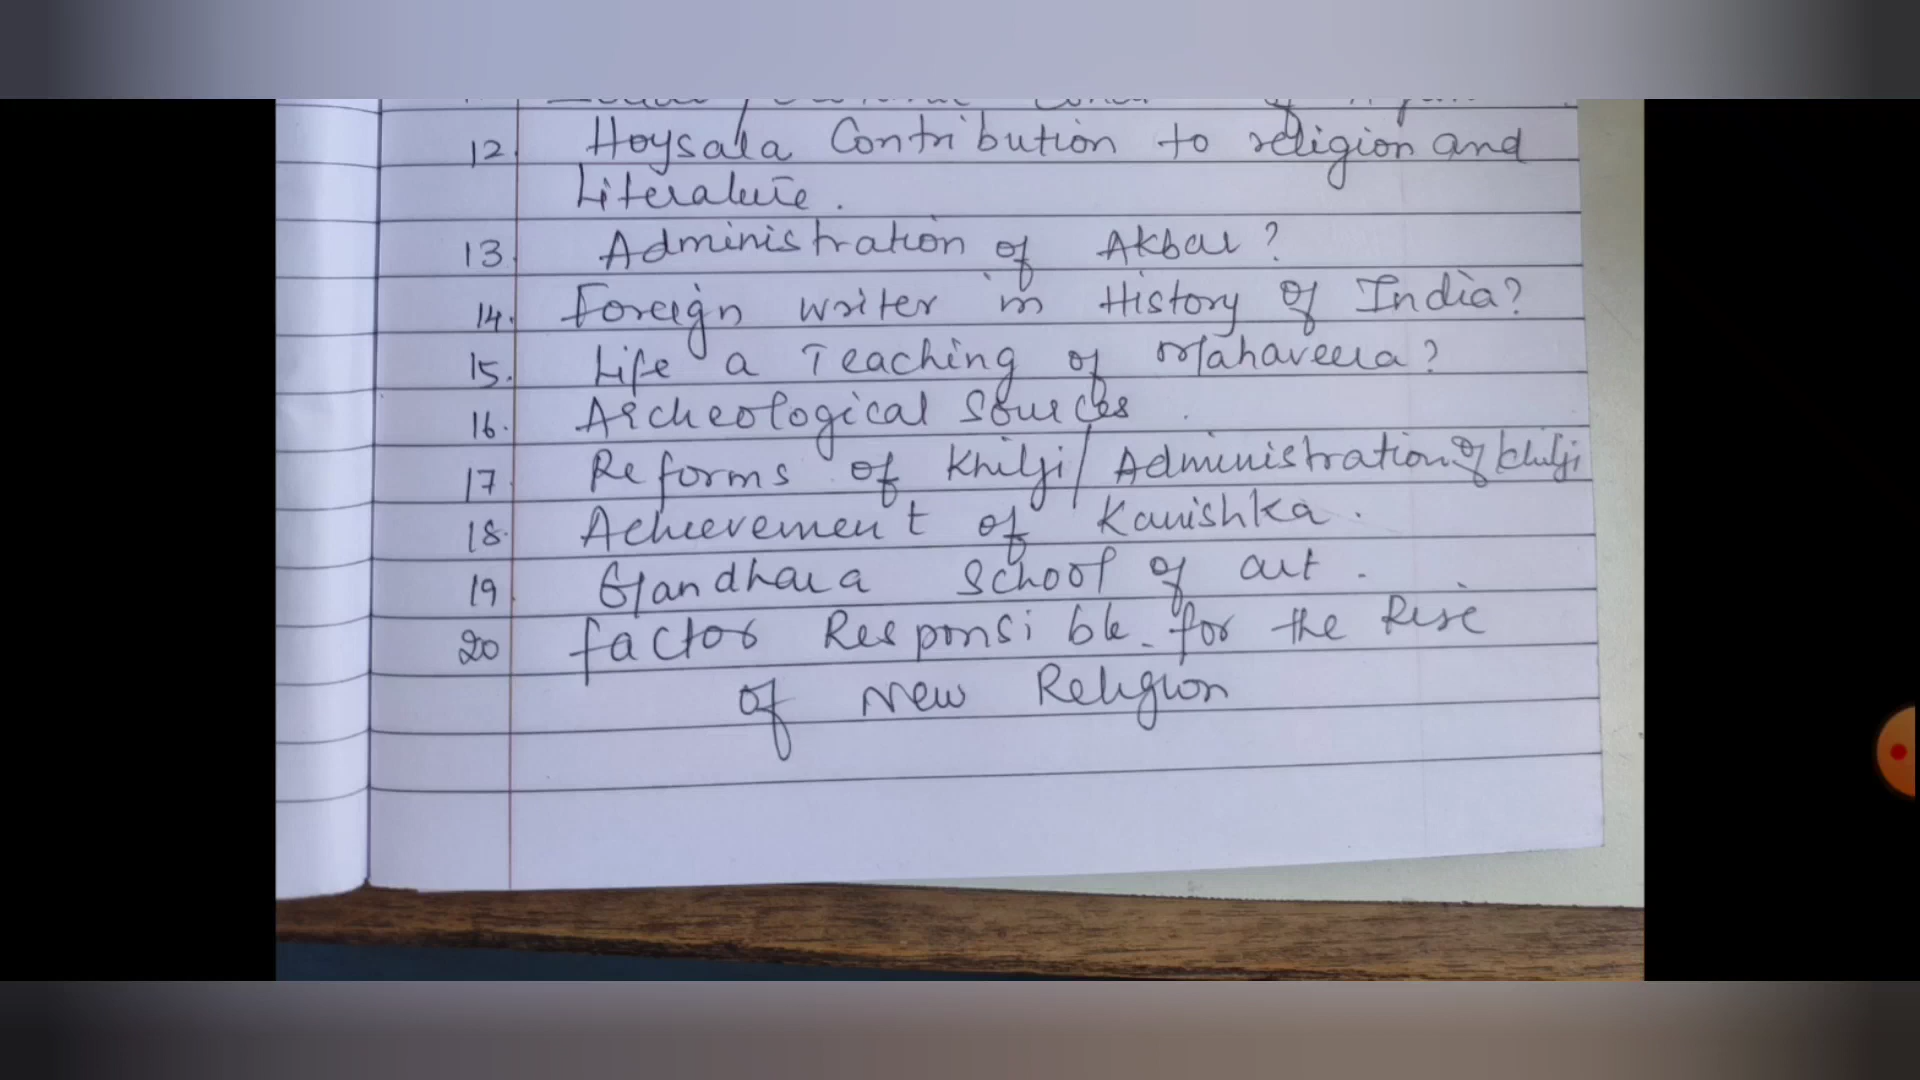 12. Hoysala Contribution to religion and
Literature.
13. Administration of Akbar?
14. Foreign writer in History of India?
15. Life a Teaching of Mahaveera?
16. Archeological Sources.
17. Reforms of Khilji/Administration of khilji
18. Achievement of Kanishka.
19. Gandhara School of art.
20 factor Responsible for the Rise
of New Religion